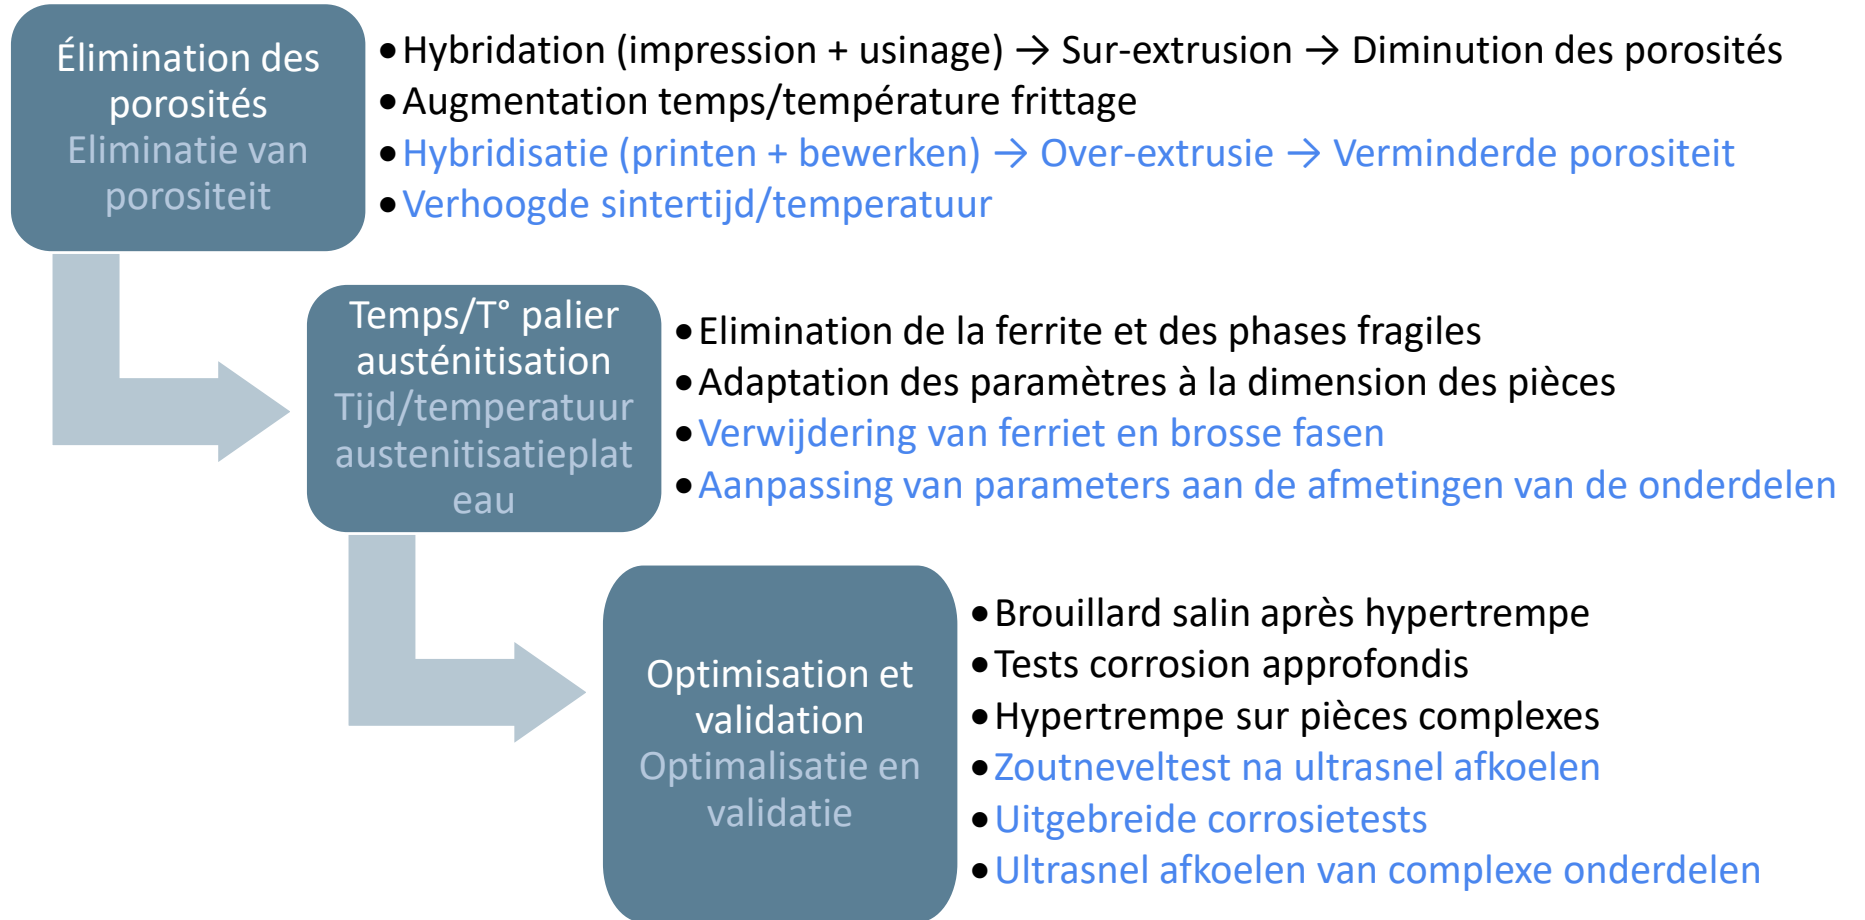 Élimination des
porosités
Eliminatie van
porositeit
•Hybridation (impression + usinage) → Sur-extrusion → Diminution des porosités
•Augmentation temps/température frittage
•Hybridisatie (printen + bewerken) → Over-extrusie → Verminderde porositeit
•Verhoogde sintertijd/temperatuur
Temps/T° palier
austénitisation
Tijd/temperatuur
austenitisatieplat
eau
•Elimination de la ferrite et des phases fragiles
•Adaptation des paramètres à la dimension des pièces
•Verwijdering van ferriet en brosse fasen
•Aanpassing van parameters aan de afmetingen van de onderdelen
Optimisation et
validation
Optimalisatie en
validatie
•Brouillard salin après hypertrempe
•Tests corrosion approfondis
•Hypertrempe sur pièces complexes
•Zoutneveltest na ultrasnel afkoelen
•Uitgebreide corrosietests
•Ultrasnel afkoelen van complexe onderdelen